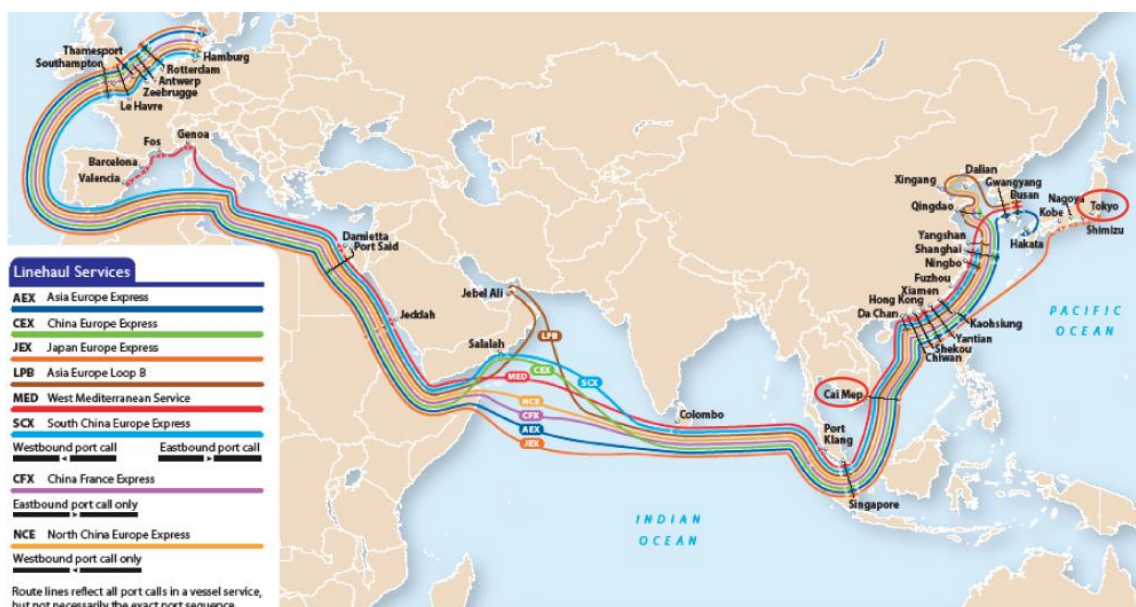 Thamesport
Southampton
Hamburg
Rotterdam
Antwerp
Zeebrugge
Le Havre
Genoa
Fos
Barcelona
Valencia
Damietta
Port Said
Jeddah
Jebel Ali
Salalah
LPB
CEX
MED
SCX
NCE
CFX
AEX
JEX
Colombo
Port
Klang
Singapore
Cai Mep
Dalian
Xingang
Gwangyang
Busan
Qingdao
Nagoya
Kobe
Tokyo
Shimizu
Hakata
Yangshan
Shanghai
Ningbo
Fuzhou
Xiamen
Hong Kong
Da Chan
Kaohsiung
Yantian
Shekou
Chiwan
PACIFIC
OCEAN
INDIAN
OCEAN
Linehaul Services
AEX Asia Europe Express
CEX China Europe Express
JEX Japan Europe Express
LPB Asia Europe Loop B
MED West Mediterranean Service
SCX South China Europe Express
Westbound port call Eastbound port call
CFX China France Express
Eastbound port call only
NCE North China Europe Express
Westbound port call only
Route lines reflect all port calls in a vessel service,
but not necessarily the exact port sequence